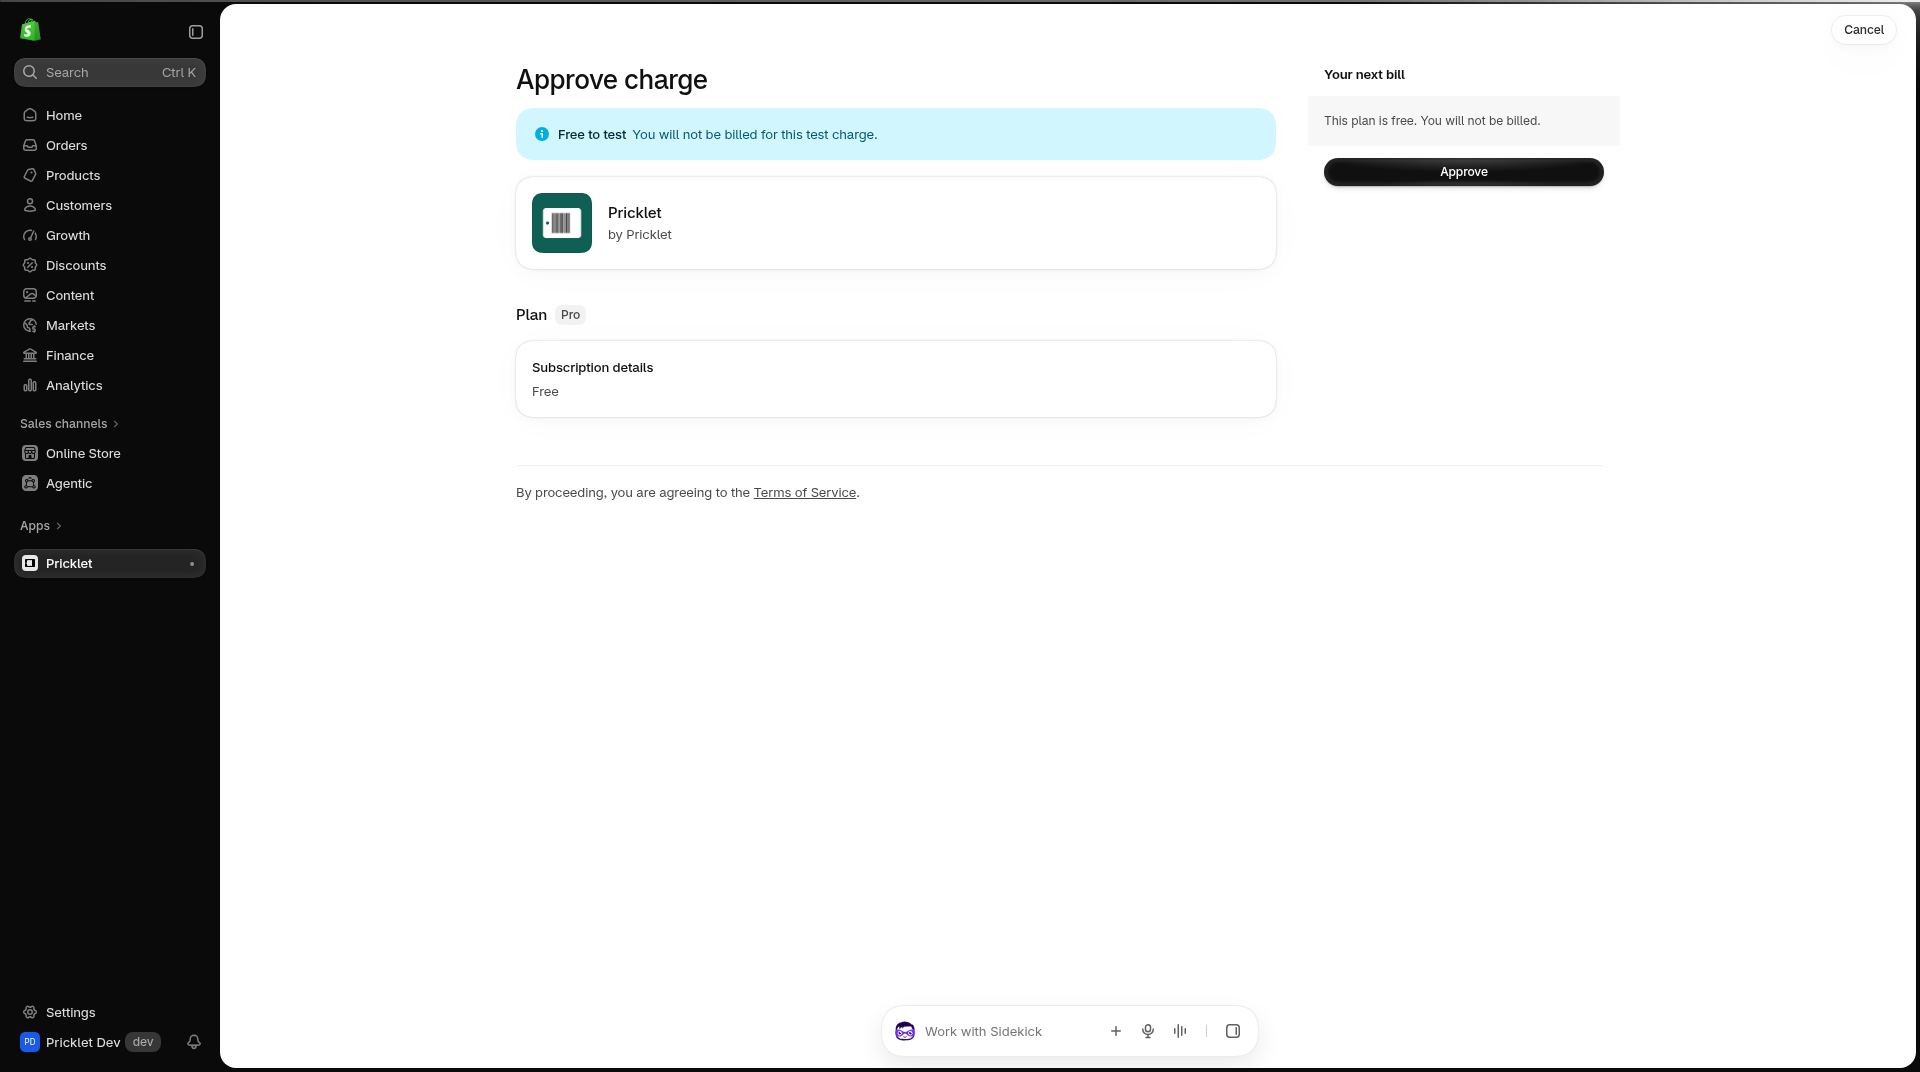 Search Ctrl K
Home
Orders
Products
Customers
Growth
Discounts
Content
Markets
Finance
Analytics
Sales channels
Online Store
Agentic
Apps
Pricklet
Settings
PD Pricklet Dev dev
Cancel
Approve charge
Free to test You will not be billed for this test charge.
Pricklet
by Pricklet
Plan Pro
Subscription details
Free
Your next bill
This plan is free. You will not be billed.
Approve
By proceeding, you are agreeing to the Terms of Service.
Work with Sidekick